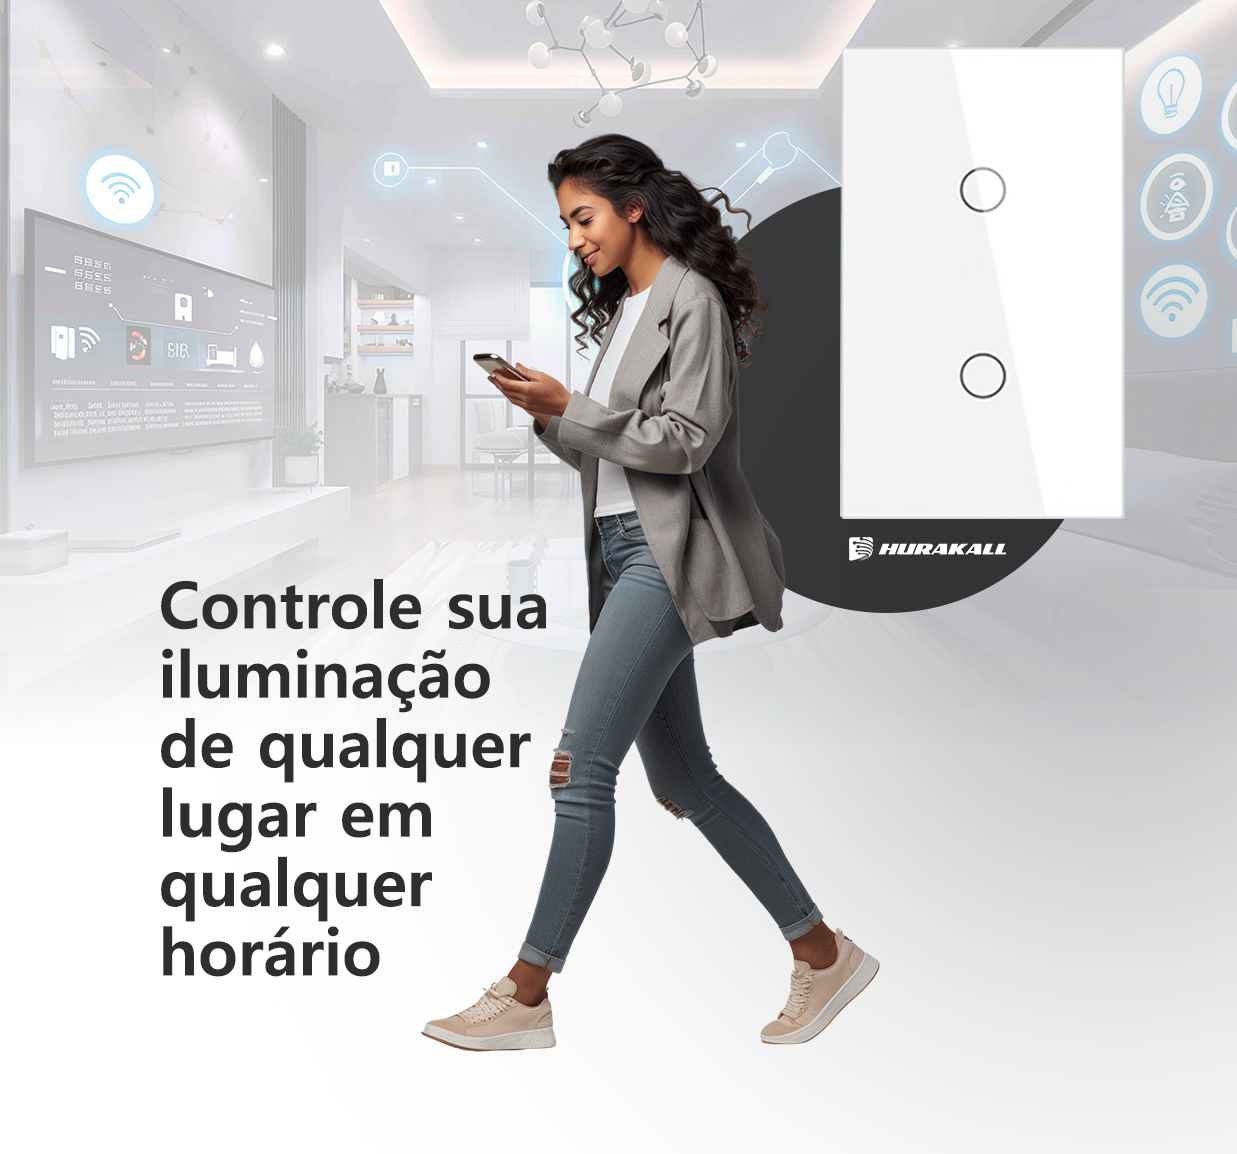 HURAKALL
Controle sua
iluminação
de qualquer
lugar em
qualquer
horário